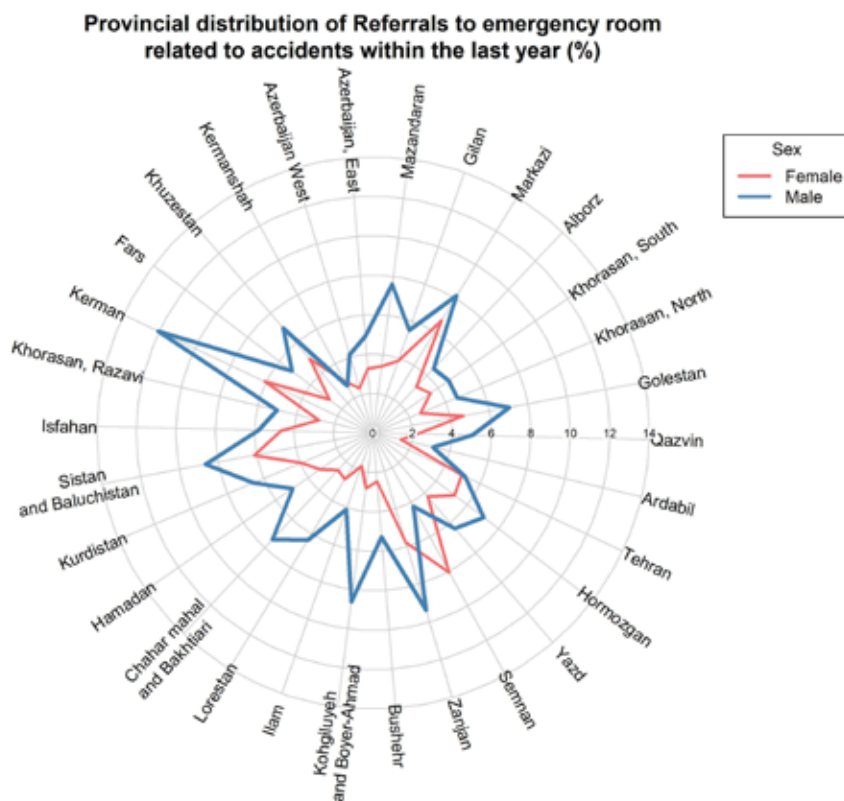 Provincial distribution of Referrals to emergency room
related to accidents within the last year (%)
Sex
Female
Male
Mazandaran
Gilan
Markazi
Alborz
Khorasan, South
Khorasan, North
Golestan
Qazvin
Ardabil
Tehran
Hormozgan
Yazd
Semnan
Zanjan
Bushehr
Kohgiluyeh
and Boyer-Ahmad
Ilam
Lorestan
Chahar mahal
and Bakhtiari
Hamadan
Kurdistan
Sistan
and Baluchistan
Isfahan
Khorasan, Razavi
Kerman
Fars
Khuzestan
Kermanshah
Azerbaijan West
Azerbaijan, East
0 2 4 6 8 10 12 14